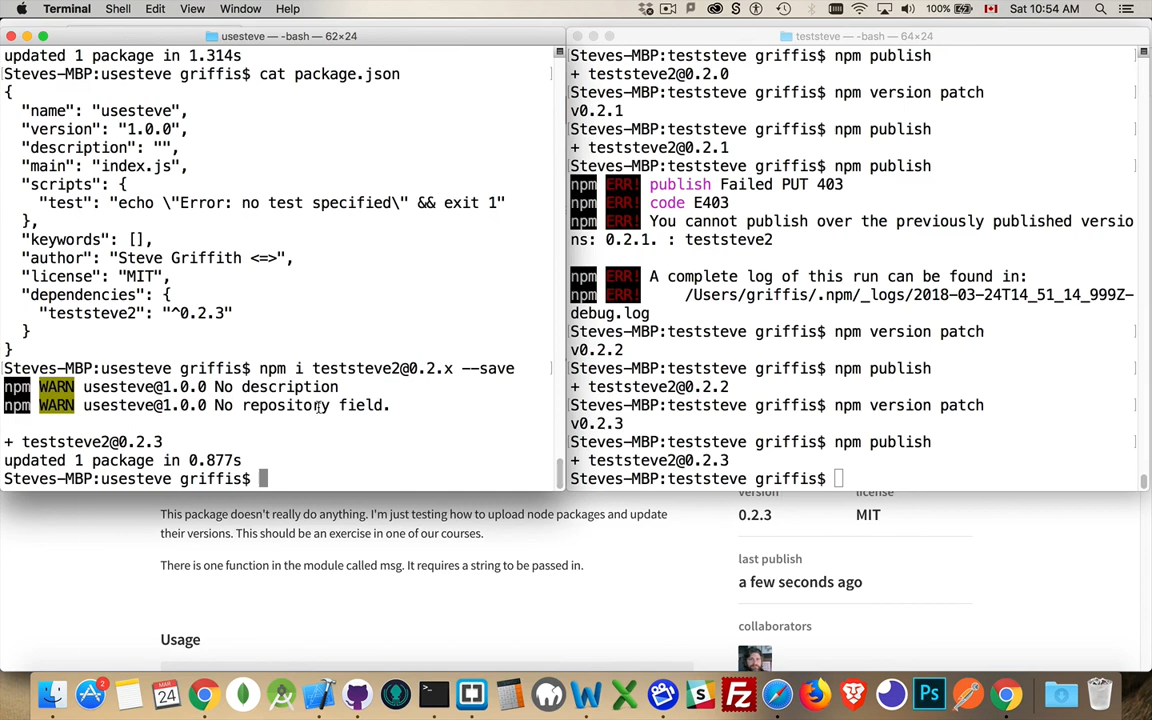 Terminal Shell Edit View Window Help
100% Sat 10:54 AM
usesteve — -bash — 62×24
updated 1 package in 1.314s
Steves-MBP:usesteve griffis$ cat package.json
{
"name": "usesteve",
"version": "1.0.0",
"description": "",
"main": "index.js",
"scripts": {
"test": "echo \"Error: no test specified\" && exit 1"
},
"keywords": [],
"author": "Steve Griffith <=>",
"license": "MIT",
"dependencies": {
"teststeve2": "^0.2.3"
}
}
Steves-MBP:usesteve griffis$ npm i teststeve2@0.2.x --save
npm WARN usesteve@1.0.0 No description
npm WARN usesteve@1.0.0 No repository field.
+ teststeve2@0.2.3
updated 1 package in 0.877s
Steves-MBP:usesteve griffis$
teststeve — -bash — 64×24
Steves-MBP:teststeve griffis$ npm publish
+ teststeve2@0.2.0
Steves-MBP:teststeve griffis$ npm version patch
v0.2.1
Steves-MBP:teststeve griffis$ npm publish
+ teststeve2@0.2.1
Steves-MBP:teststeve griffis$ npm publish
npm ERR! publish Failed PUT 403
npm ERR! code E403
npm ERR! You cannot publish over the previously published versio
ns: 0.2.1. : teststeve2
npm ERR! A complete log of this run can be found in:
npm ERR! /Users/griffis/.npm/_logs/2018-03-24T14_51_14_999Z-
debug.log
Steves-MBP:teststeve griffis$ npm version patch
v0.2.2
Steves-MBP:teststeve griffis$ npm publish
+ teststeve2@0.2.2
Steves-MBP:teststeve griffis$ npm version patch
v0.2.3
Steves-MBP:teststeve griffis$ npm publish
+ teststeve2@0.2.3
Steves-MBP:teststeve griffis$
This package doesn't really do anything. I'm just testing how to upload node packages and update
their versions. This should be an exercise in one of our courses.
There is one function in the module called msg. It requires a string to be passed in.
Usage
version license
0.2.3 MIT
last publish
a few seconds ago
collaborators
2
MAR
24
Ps